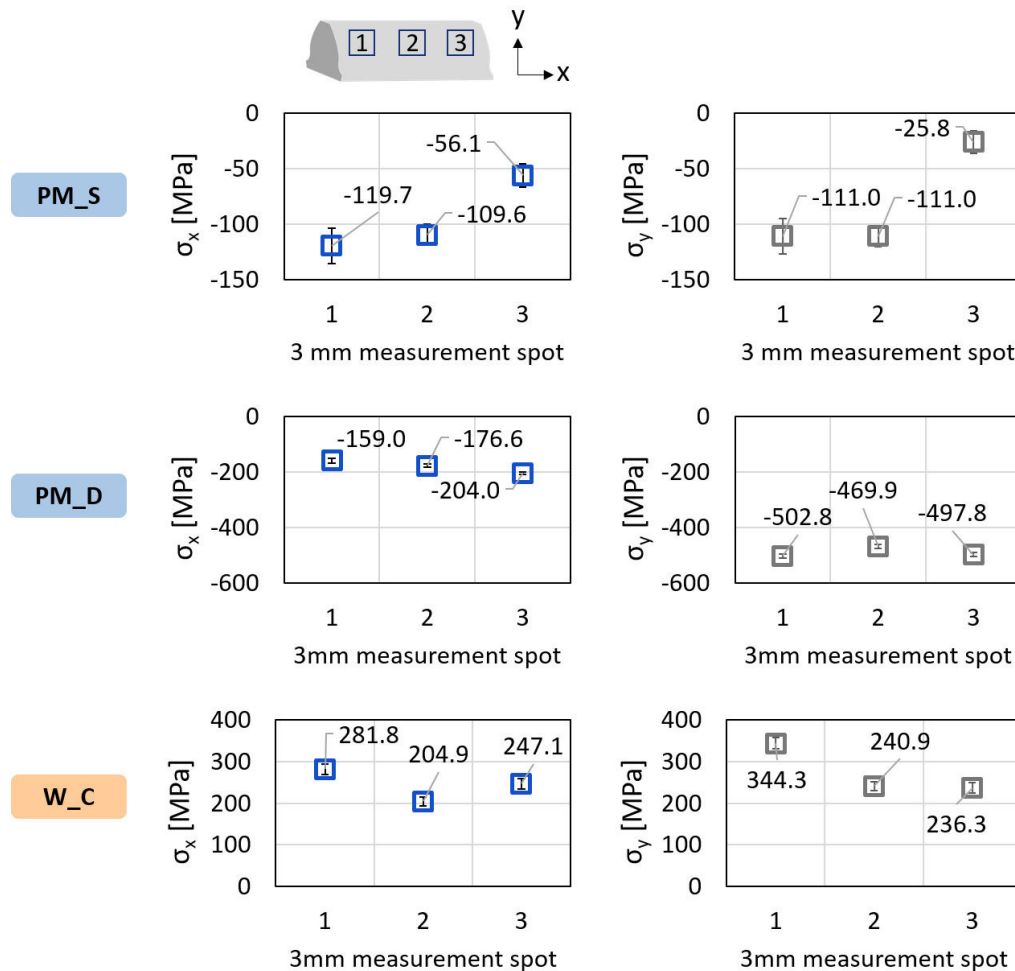 1 2 3
y
x
PM_S
σx [MPa]
0
-50
-100
-150
-119.7
-109.6
-56.1
1 2 3
3 mm measurement spot
σy [MPa]
0
-50
-100
-150
-111.0
-111.0
-25.8
1 2 3
3 mm measurement spot
PM_D
σx [MPa]
0
-200
-400
-600
-159.0
-176.6
-204.0
1 2 3
3mm measurement spot
σy [MPa]
0
-200
-400
-600
-502.8
-469.9
-497.8
1 2 3
3mm measurement spot
W_C
σx [MPa]
400
300
200
100
0
281.8
204.9
247.1
1 2 3
3mm measurement spot
σy [MPa]
400
300
200
100
0
344.3
240.9
236.3
1 2 3
3mm measurement spot